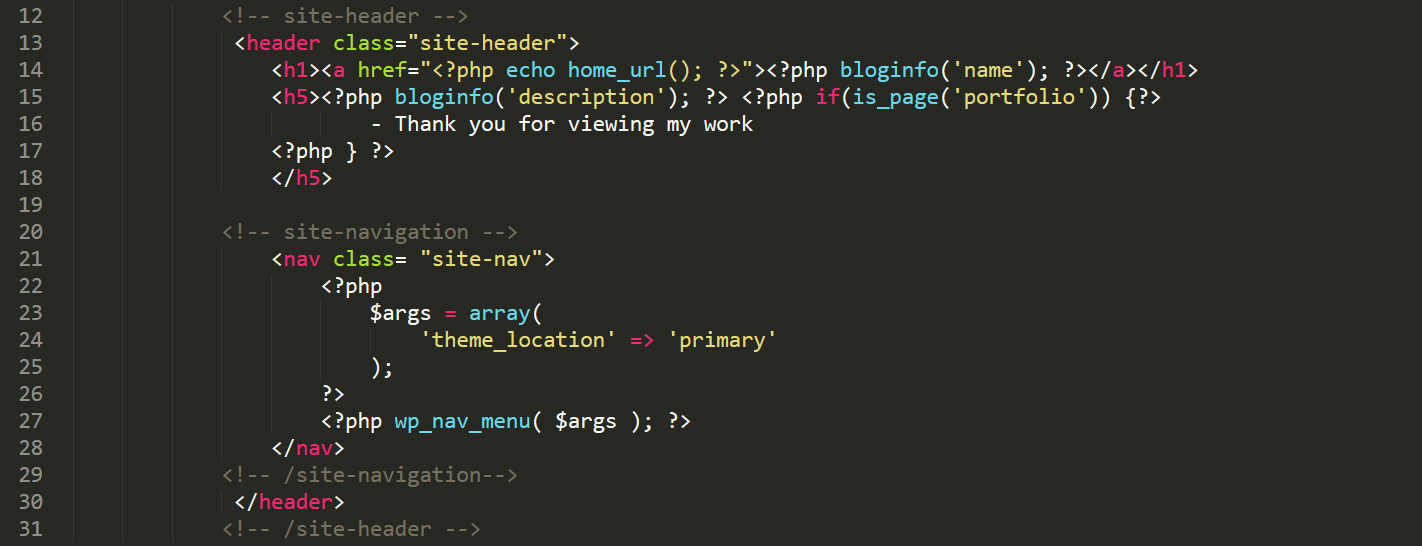 12 <!-- site-header -->
13 <header class="site-header">
14 <h1><a href="<?php echo home_url(); ?>"><?php bloginfo('name'); ?></a></h1>
15 <h5><?php bloginfo('description'); ?> <?php if(is_page('portfolio')) {?>
16 - Thank you for viewing my work
17 <?php } ?>
18 </h5>
19
20 <!-- site-navigation -->
21 <nav class= "site-nav">
22 <?php
23 $args = array(
24 'theme_location' => 'primary'
25 );
26 ?>
27 <?php wp_nav_menu( $args ); ?>
28 </nav>
29 <!-- /site-navigation-->
30 </header>
31 <!-- /site-header -->